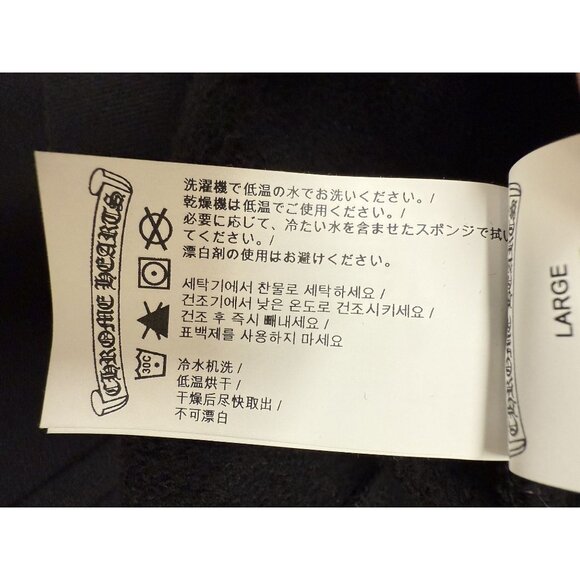 CHROME HEARTS
洗濯機で低温の水でお洗いください。/
乾燥機は低温でご使用ください。/
必要に応じて、冷たい水を含ませたスポンジで拭い
てください。/
漂白剤の使用はお避けください。
세탁기에서 찬물로 세탁하세요 /
건조기에서 낮은 온도로 건조시키세요 /
건조 후 즉시 빼내세요 /
표백제를 사용하지 마세요
30C
冷水机洗 /
低温烘干 /
干燥后尽快取出 /
不可漂白
LARGE